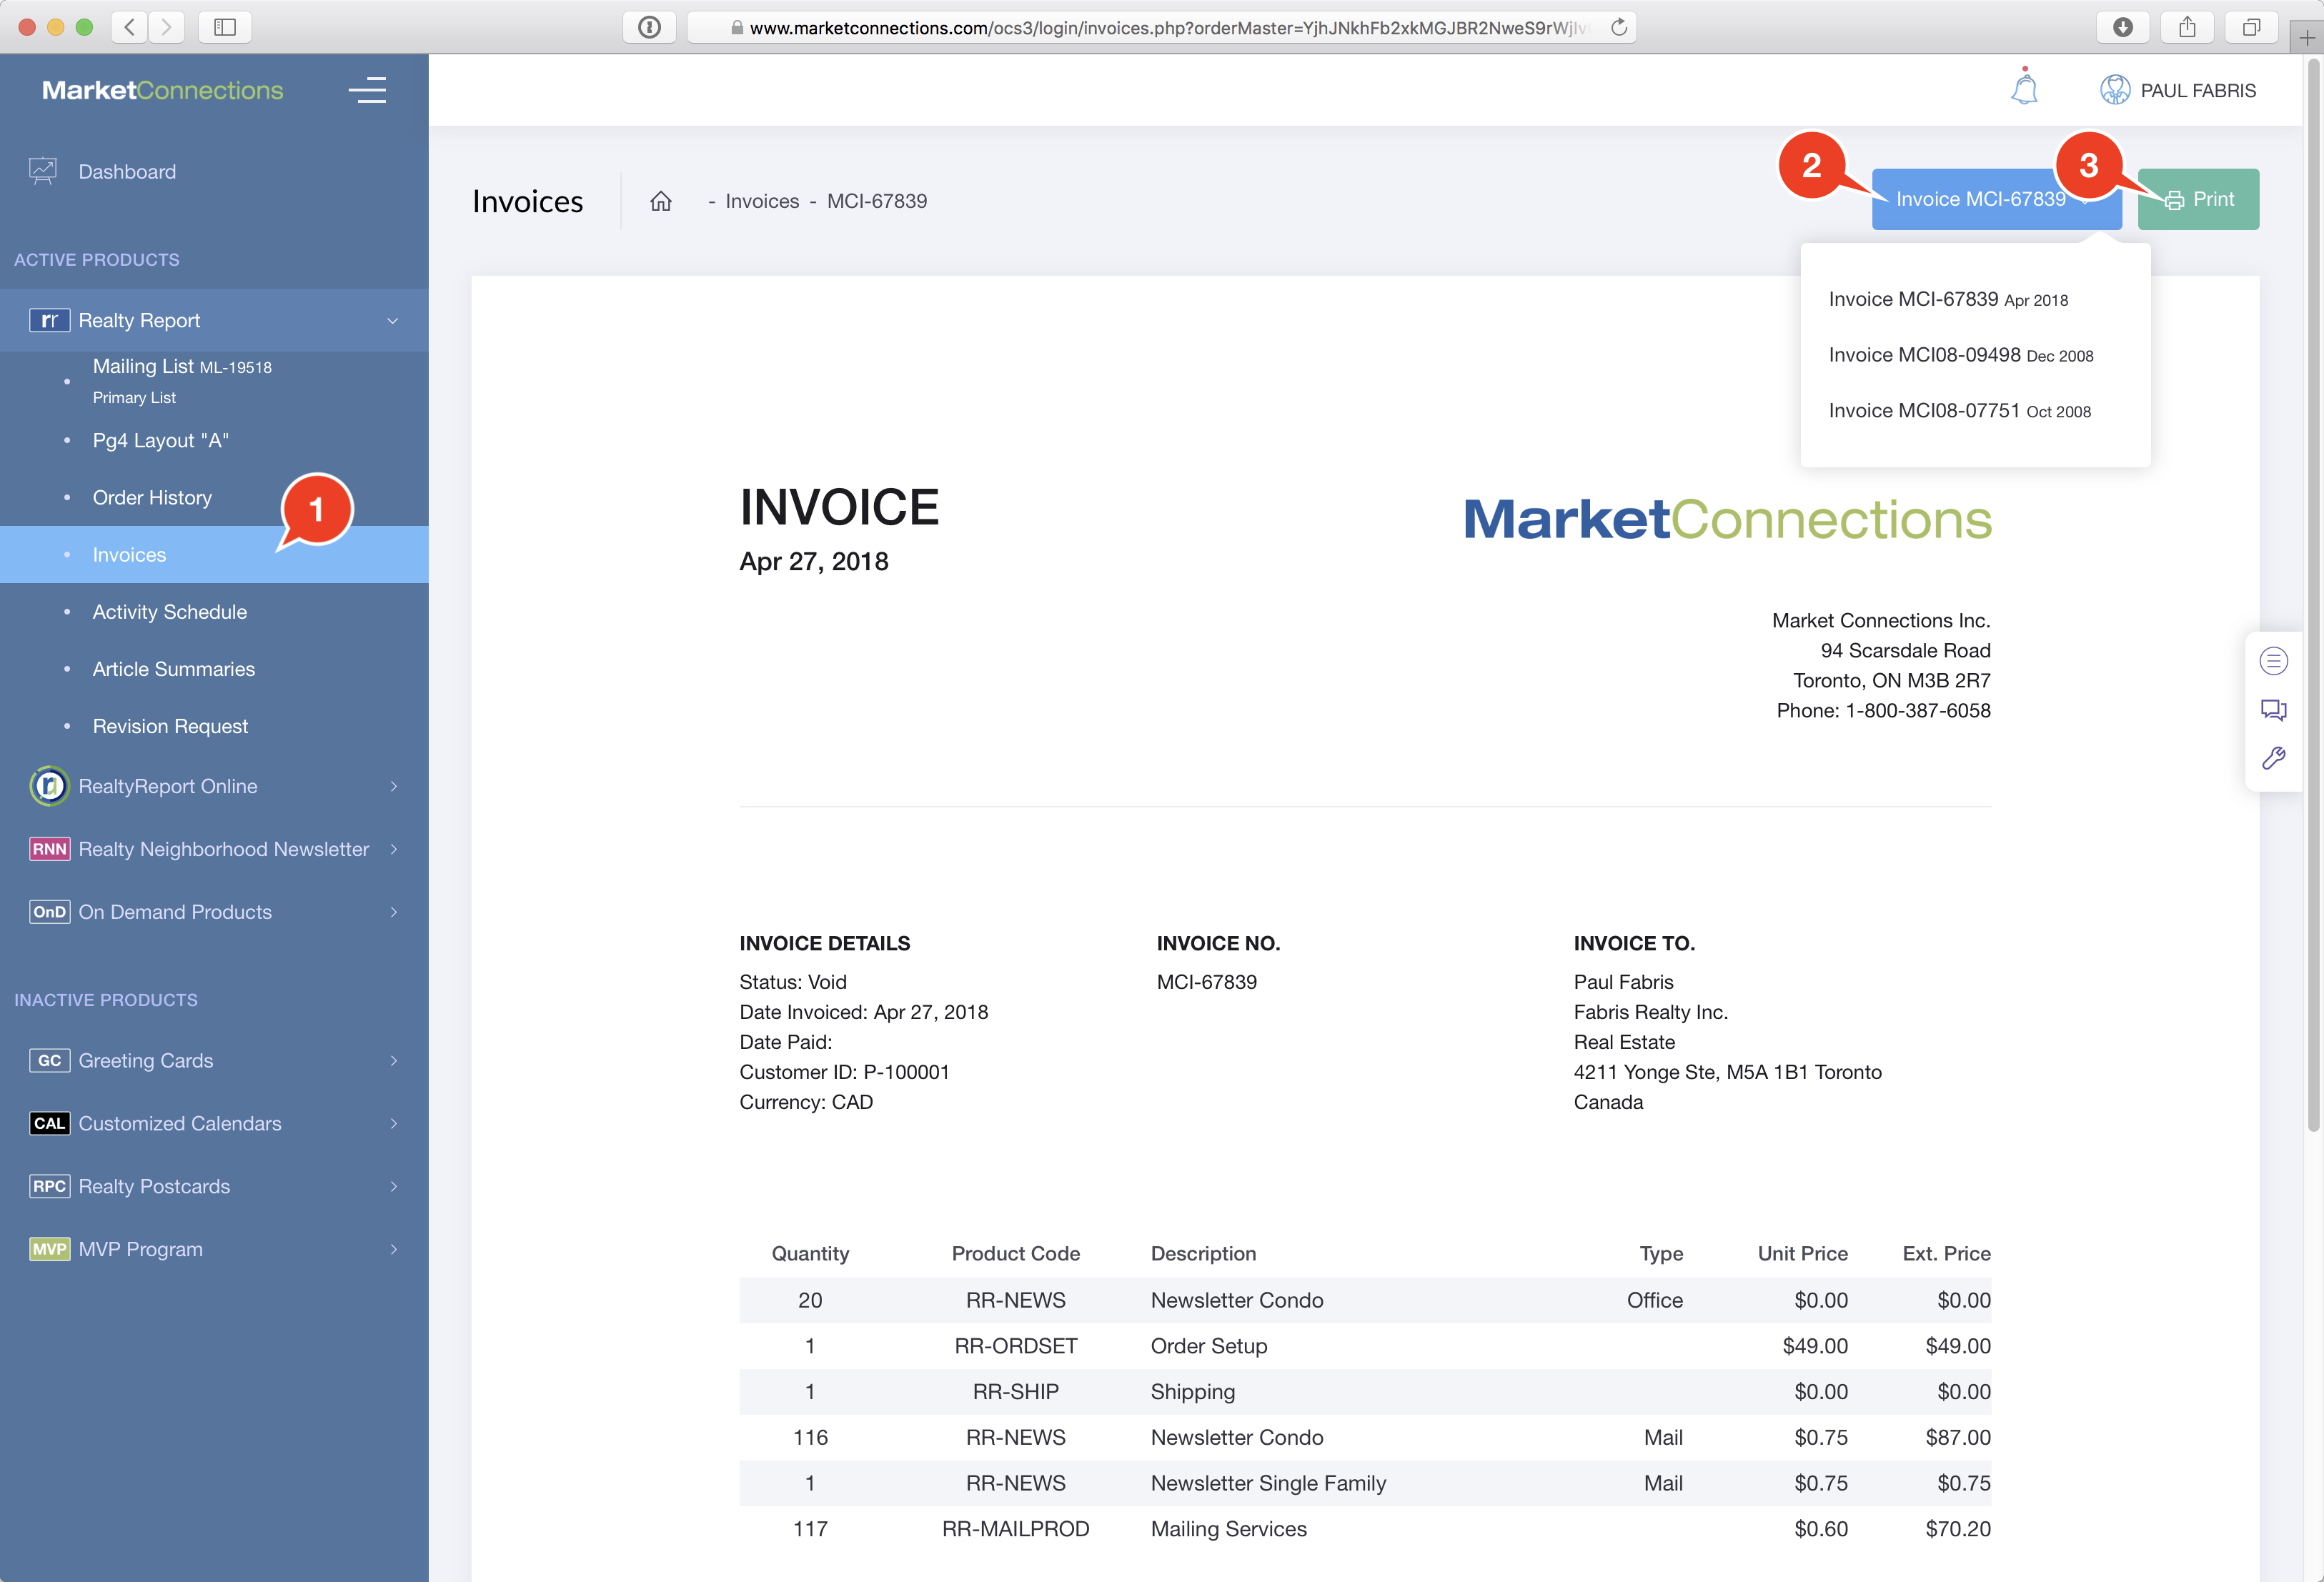 www.marketconnections.com/ocs3/login/invoices.php?orderMaster=YjhJNkhFb2xkMGJBR2NweS9rWjlv
MarketConnections
PAUL FABRIS
Dashboard
ACTIVE PRODUCTS
rr Realty Report
Mailing List ML-19518
Primary List
Pg4 Layout "A"
Order History
1
Invoices
Activity Schedule
Article Summaries
Revision Request
RealtyReport Online
RNN Realty Neighborhood Newsletter
OnD On Demand Products
INACTIVE PRODUCTS
GC Greeting Cards
CAL Customized Calendars
RPC Realty Postcards
MVP MVP Program
Invoices - Invoices - MCI-67839
2
Invoice MCI-67839
3
Print
Invoice MCI-67839 Apr 2018
Invoice MCI08-09498 Dec 2008
Invoice MCI08-07751 Oct 2008
INVOICE
Apr 27, 2018
MarketConnections
Market Connections Inc.
94 Scarsdale Road
Toronto, ON M3B 2R7
Phone: 1-800-387-6058
INVOICE DETAILS
Status: Void
Date Invoiced: Apr 27, 2018
Date Paid:
Customer ID: P-100001
Currency: CAD
INVOICE NO.
MCI-67839
INVOICE TO.
Paul Fabris
Fabris Realty Inc.
Real Estate
4211 Yonge Ste, M5A 1B1 Toronto
Canada
Quantity Product Code Description Type Unit Price Ext. Price
20 RR-NEWS Newsletter Condo Office $0.00 $0.00
1 RR-ORDSET Order Setup $49.00 $49.00
1 RR-SHIP Shipping $0.00 $0.00
116 RR-NEWS Newsletter Condo Mail $0.75 $87.00
1 RR-NEWS Newsletter Single Family Mail $0.75 $0.75
117 RR-MAILPROD Mailing Services $0.60 $70.20